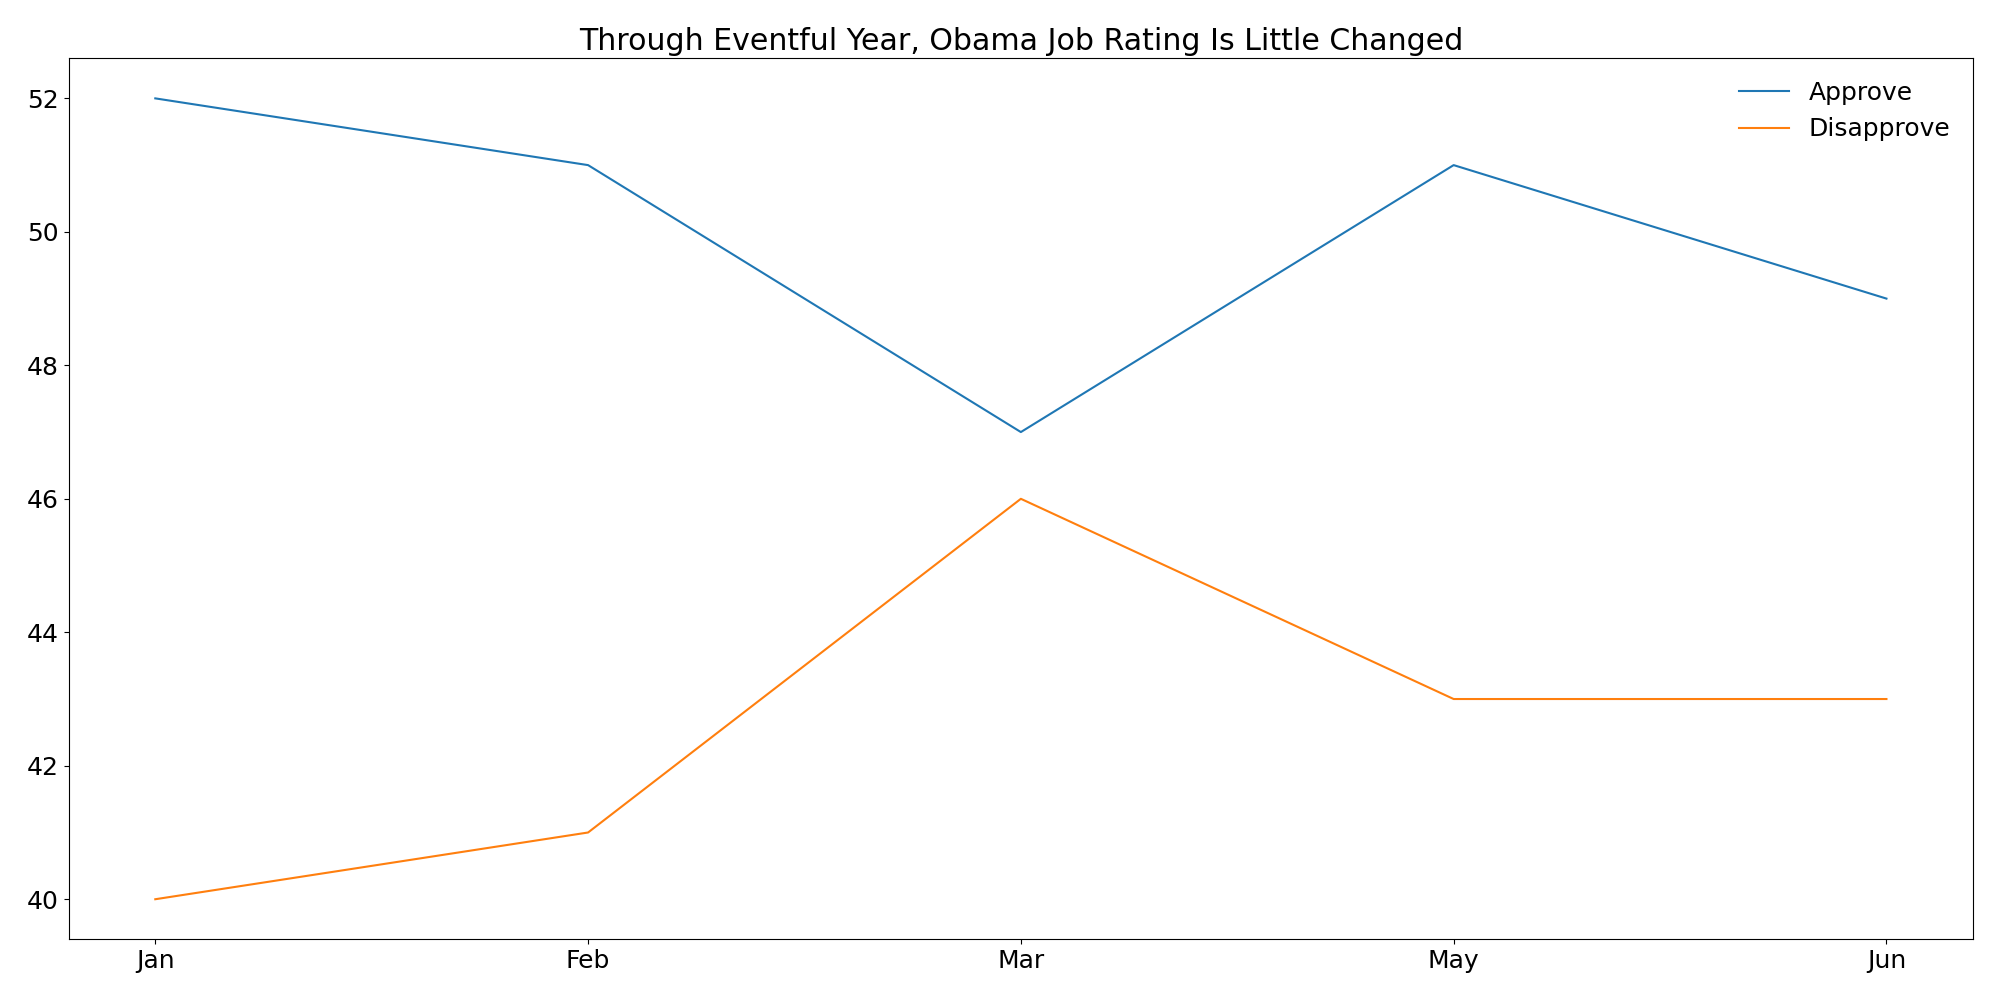 Through Eventful Year, Obama Job Rating Is Little Changed
Approve
Disapprove
52
50
48
46
44
42
40
Jan Feb Mar May Jun